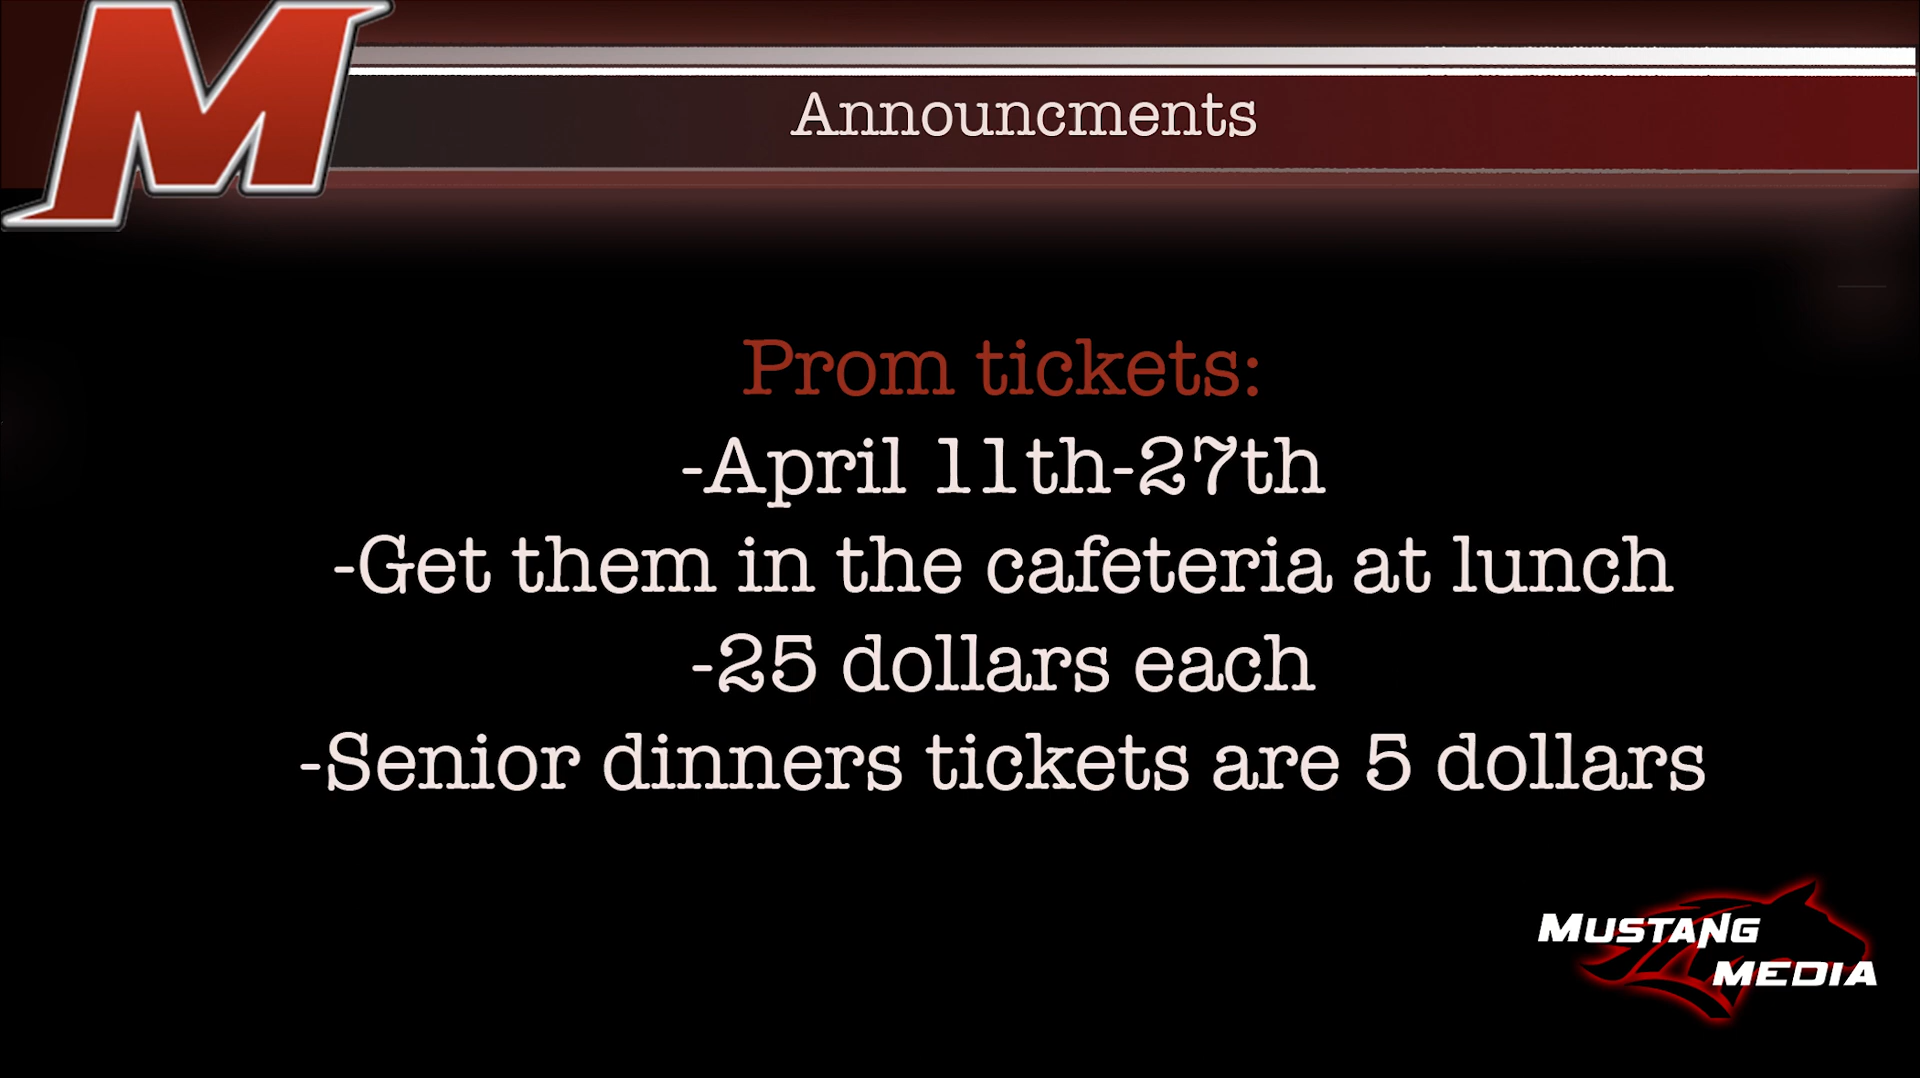 M
Announcments
Prom tickets:
-April 11th-27th
-Get them in the cafeteria at lunch
-25 dollars each
-Senior dinners tickets are 5 dollars
MUSTANG
MEDIA